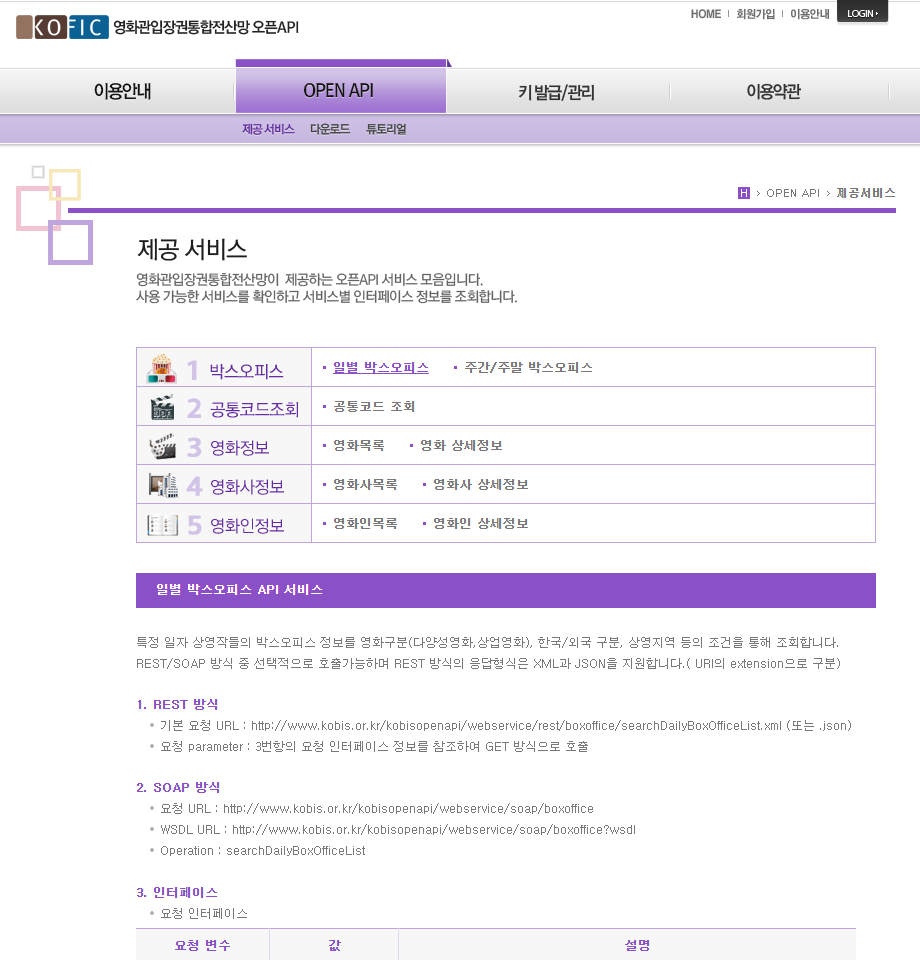 HOME 회원가입 이용안내 LOGIN
KOFIC 영화관입장권통합전산망 오픈API
이용안내 OPEN API 키 발급/관리 이용약관
제공 서비스 다운로드 튜토리얼
H > OPEN API > 제공서비스
제공 서비스
영화관입장권통합전산망이 제공하는 오픈API 서비스 모음입니다.
사용 가능한 서비스를 확인하고 서비스별 인터페이스 정보를 조회합니다.
1 박스오피스 · 일별 박스오피스 · 주간/주말 박스오피스
2 공통코드조회 · 공통코드 조회
3 영화정보 · 영화목록 · 영화 상세정보
4 영화사정보 · 영화사목록 · 영화사 상세정보
5 영화인정보 · 영화인목록 · 영화인 상세정보
일별 박스오피스 API 서비스
특정 일자 상영작들의 박스오피스 정보를 영화구분(다양성영화,상업영화), 한국/외국 구분, 상영지역 등의 조건을 통해 조회합니다.
REST/SOAP 방식 중 선택적으로 호출가능하며 REST 방식의 응답형식은 XML과 JSON을 지원합니다.( URI의 extension으로 구분)
1. REST 방식
• 기본 요청 URL : http://www.kobis.or.kr/kobisopenapi/webservice/rest/boxoffice/searchDailyBoxOfficeList.xml (또는 .json)
• 요청 parameter : 3번항의 요청 인터페이스 정보를 참조하여 GET 방식으로 호출
2. SOAP 방식
• 요청 URL : http://www.kobis.or.kr/kobisopenapi/webservice/soap/boxoffice
• WSDL URL : http://www.kobis.or.kr/kobisopenapi/webservice/soap/boxoffice?wsdl
• Operation : searchDailyBoxOfficeList
3. 인터페이스
• 요청 인터페이스
요청 변수 값 설명